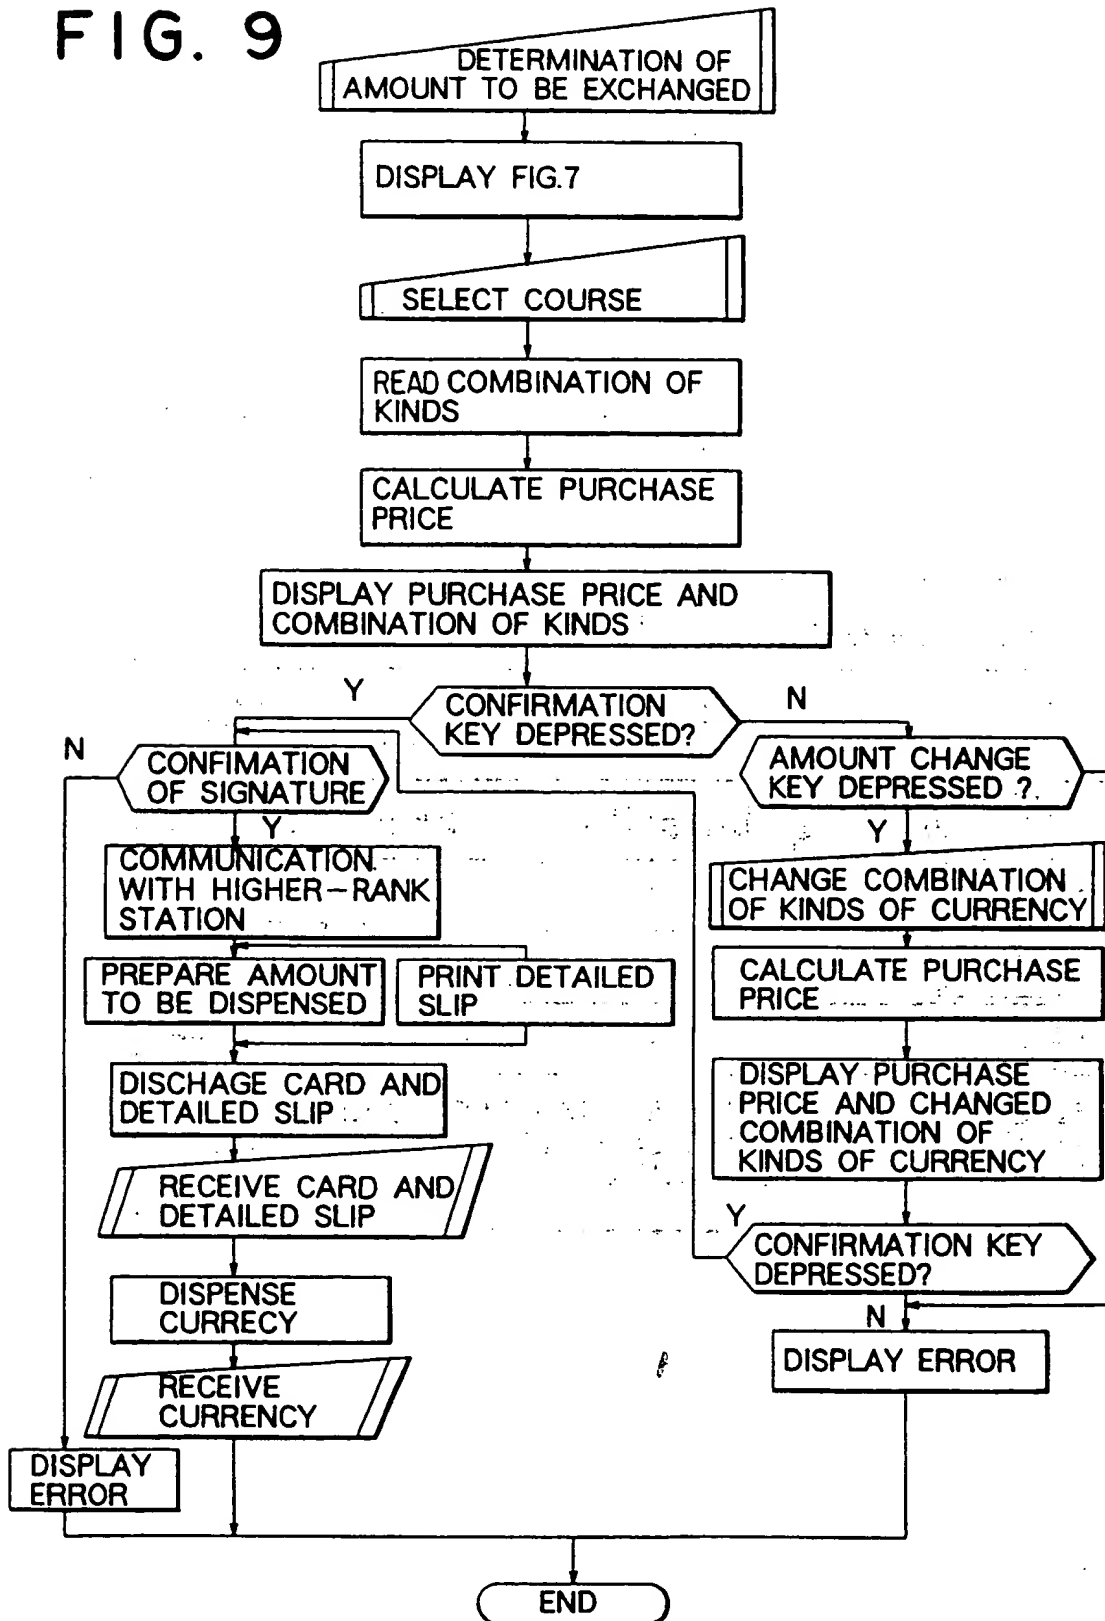 FIG. 9
DETERMINATION OF
AMOUNT TO BE EXCHANGED
DISPLAY FIG.7
SELECT COURSE
READ COMBINATION OF
KINDS
CALCULATE PURCHASE
PRICE
DISPLAY PURCHASE PRICE AND
COMBINATION OF KINDS
Y
CONFIRMATION
KEY DEPRESSED?
N
N
CONFIMATION
OF SIGNATURE
Y
COMMUNICATION
WITH HIGHER-RANK
STATION
PREPARE AMOUNT
TO BE DISPENSED
PRINT DETAILED
SLIP
DISCHAGE CARD AND
DETAILED SLIP
RECEIVE CARD AND
DETAILED SLIP
DISPENSE
CURRECY
RECEIVE
CURRENCY
DISPLAY
ERROR
AMOUNT CHANGE
KEY DEPRESSED ?
Y
CHANGE COMBINATION
OF KINDS OF CURRENCY
CALCULATE PURCHASE
PRICE
DISPLAY PURCHASE
PRICE AND CHANGED
COMBINATION OF
KINDS OF CURRENCY
Y
CONFIRMATION KEY
DEPRESSED?
N
DISPLAY ERROR
END